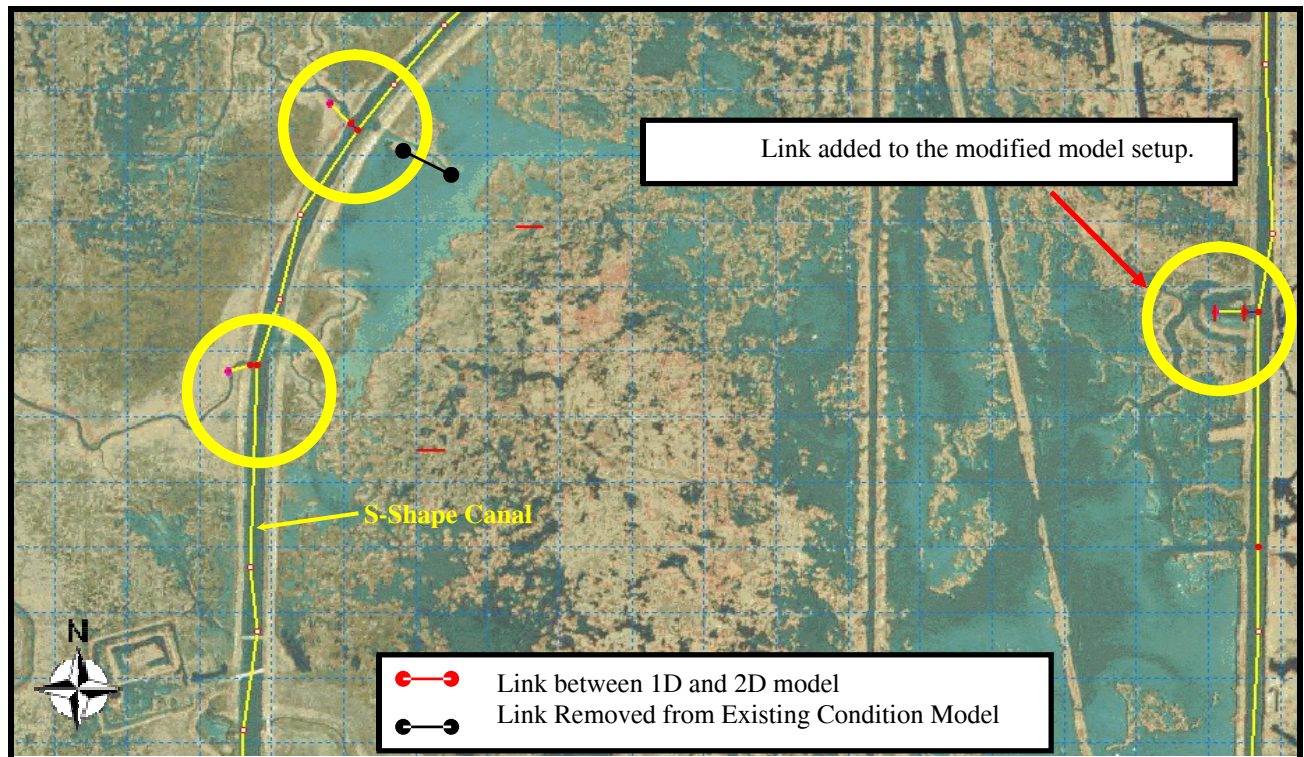 Link added to the modified model setup.
S-Shape Canal
N
Link between 1D and 2D model
Link Removed from Existing Condition Model